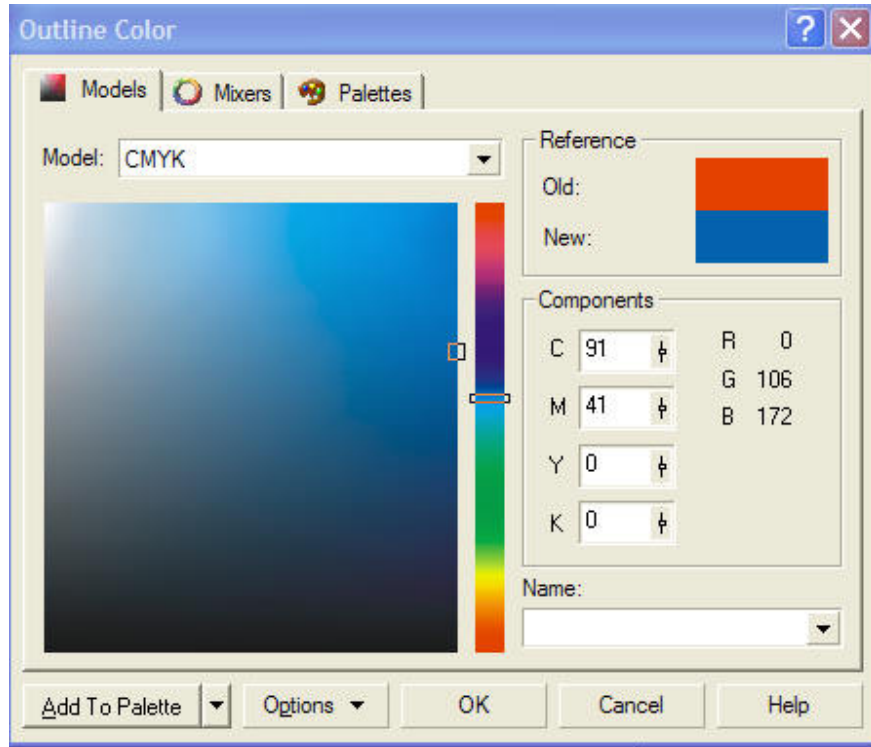 Outline Color
Models Mixers Palettes
Model: CMYK
Reference
Old:
New:
Components
C 91 R 0
G 106
M 41 B 172
Y 0
K 0
Name:
Add To Palette Options OK Cancel Help